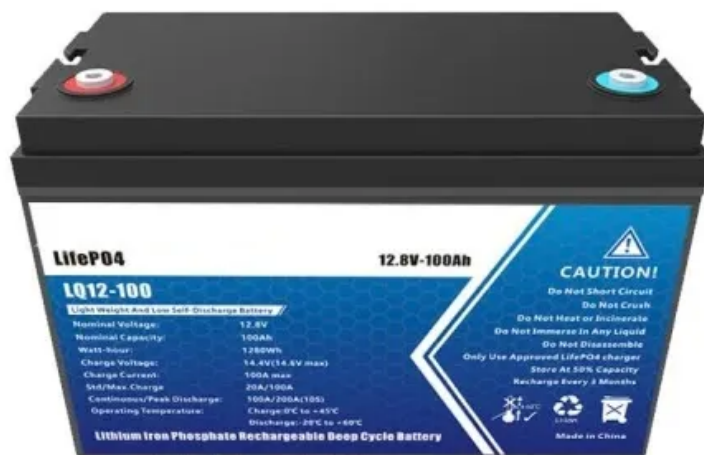 LifePO4 12.8V-100Ah
LQ12-100
Light Weight And Low Self-Discharge Battery
Nominal Voltage: 12.8V
Nominal Capacity: 100Ah
Watt-hour: 1280Wh
Charge Voltage: 14.4V(14.6V max)
Charge Current: 100A max
Std/Max.Charge 20A/100A
Continuous/Peak Discharge: 100A/200A(10S)
Operating Temperature: Charge:0℃ to +45℃
Discharge:-20℃ to +60℃
Lithium Iron Phosphate Rechargeable Deep Cycle Battery
CAUTION!
Do Not Short Circuit
Do Not Crush
Do Not Heat or Incinerate
Do Not Immerse In Any Liquid
Do Not Disassemble
Only Use Approved LifePO4 charger
Store At 50% Capacity
Recharge Every 3 Months
Made in China